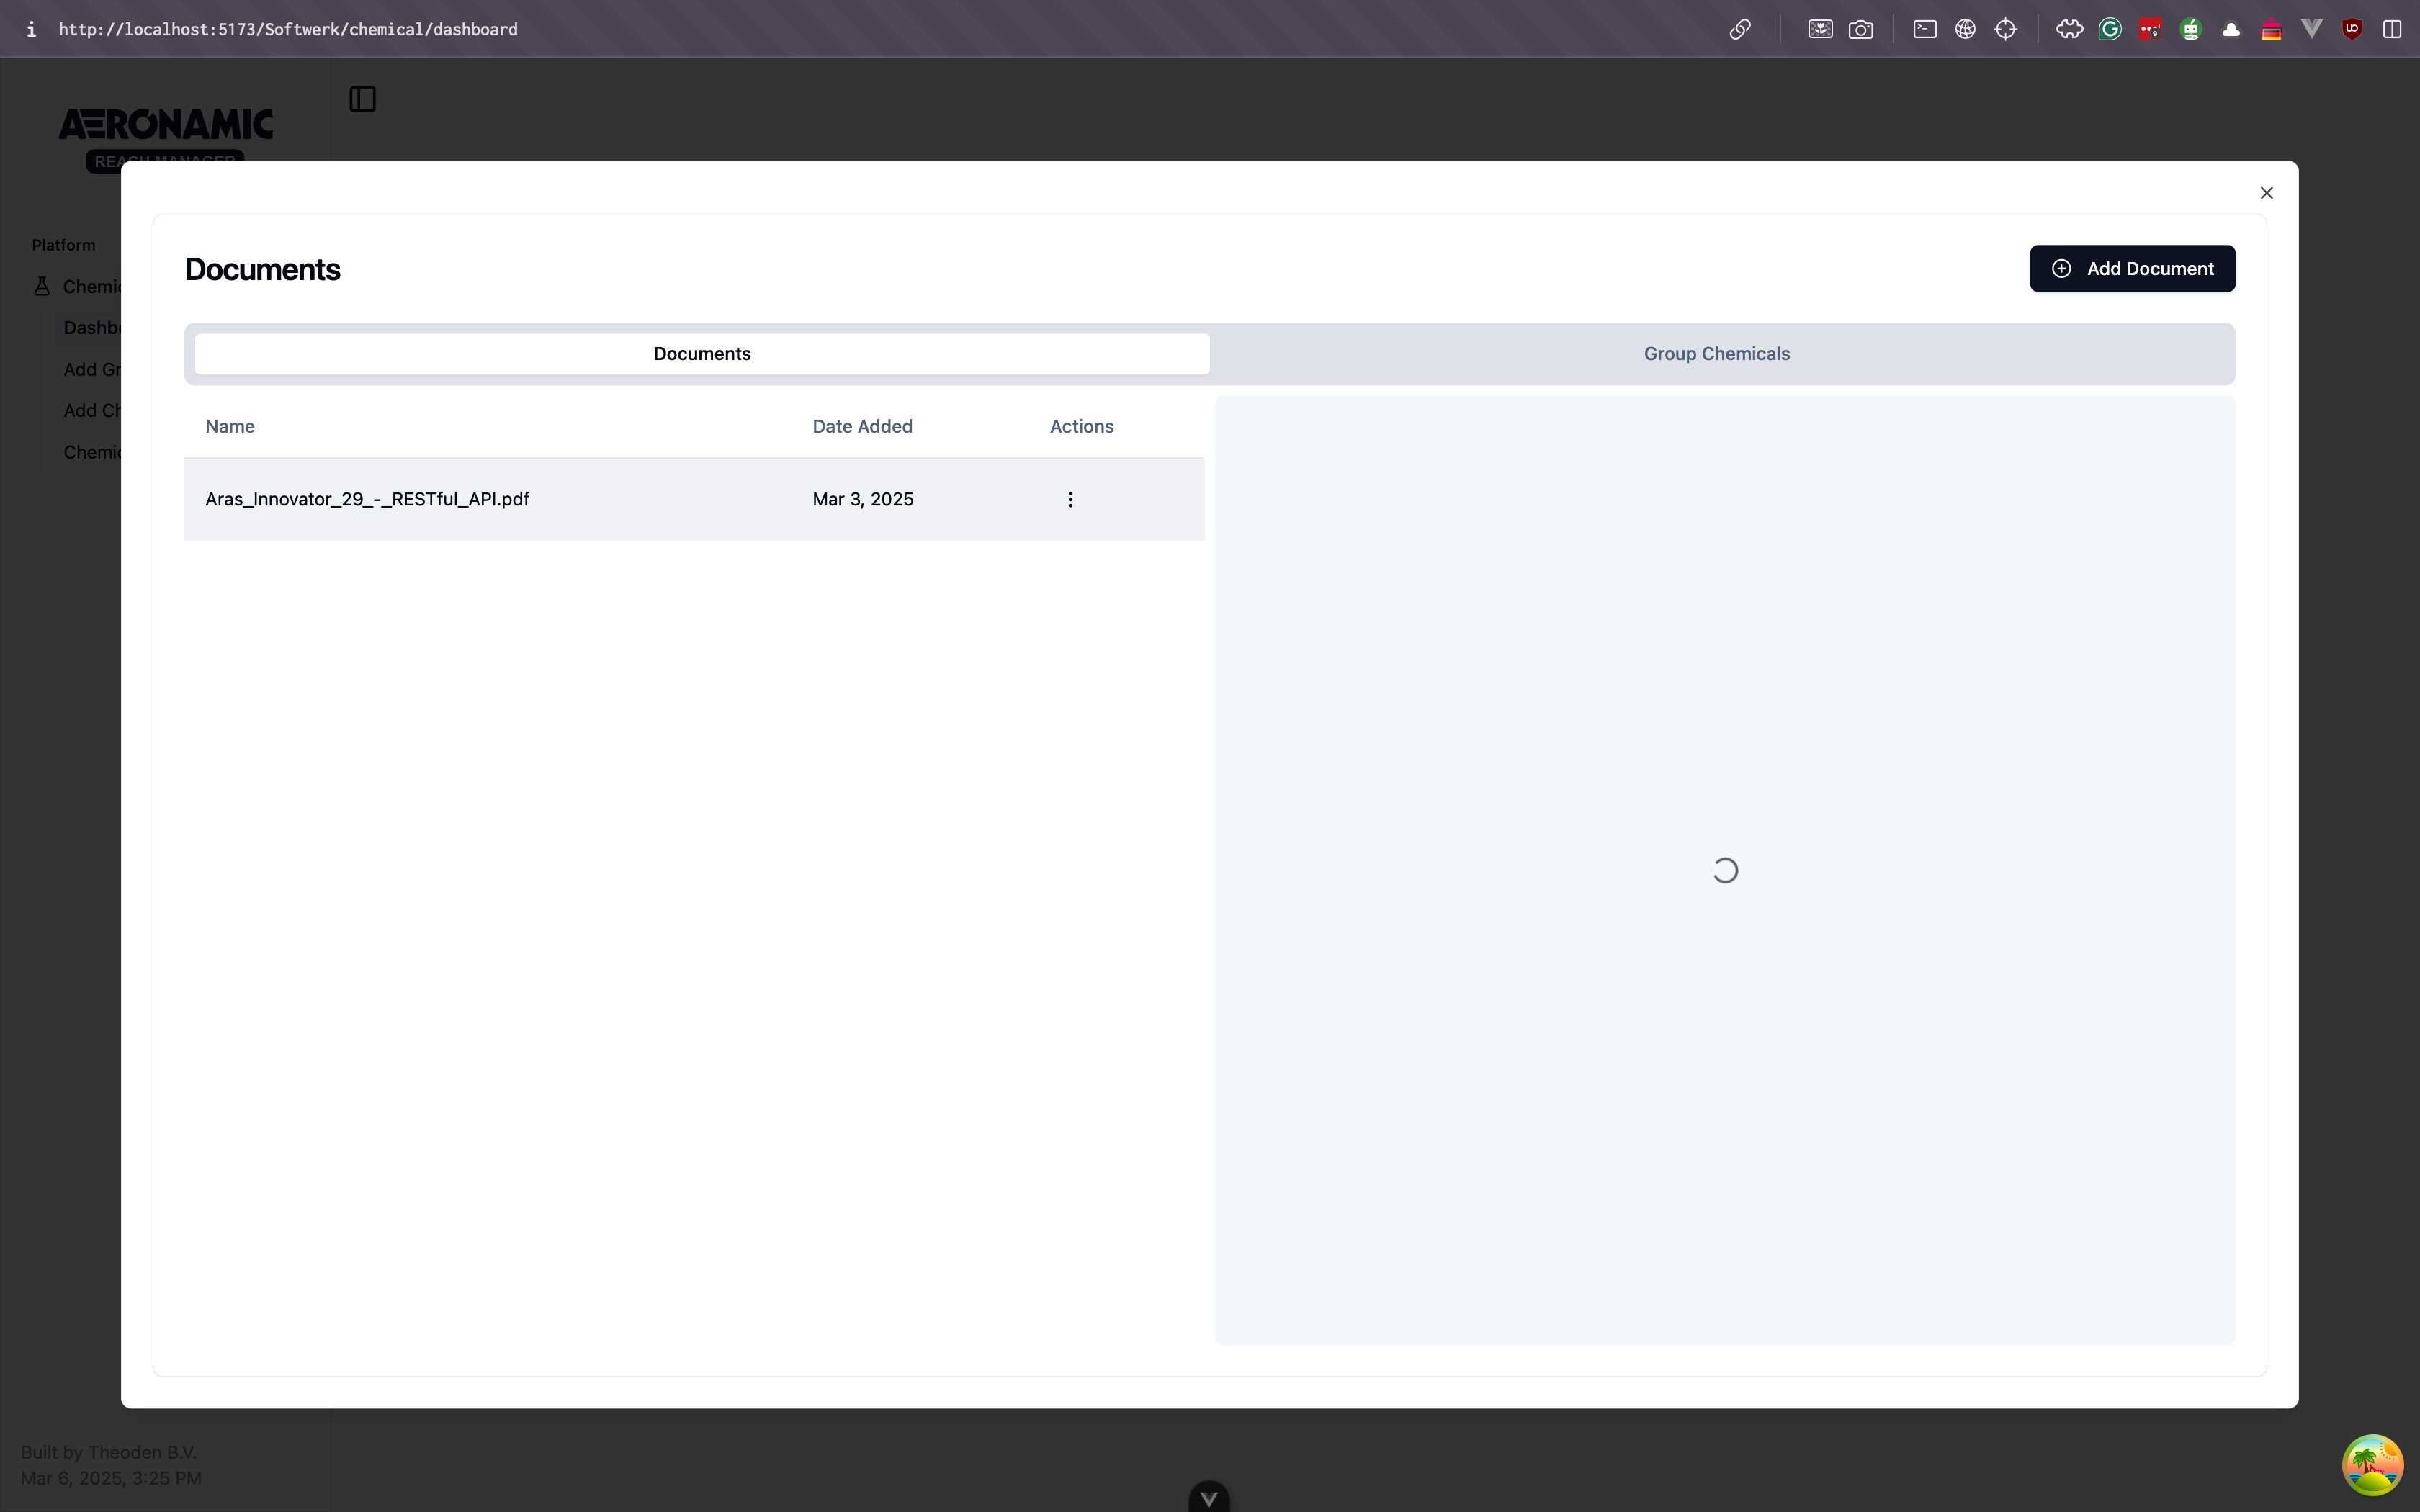 http://localhost:5173/Softwerk/chemical/dashboard
AERONAMIC
REACH MANAGER
Platform
Chemic
Dashb
Add Gr
Add Ch
Chemic
Documents
Add Document
Documents
Group Chemicals
Name
Date Added
Actions
Aras_Innovator_29_-_RESTful_API.pdf
Mar 3, 2025
Built by Theoden B.V.
Mar 6, 2025, 3:25 PM